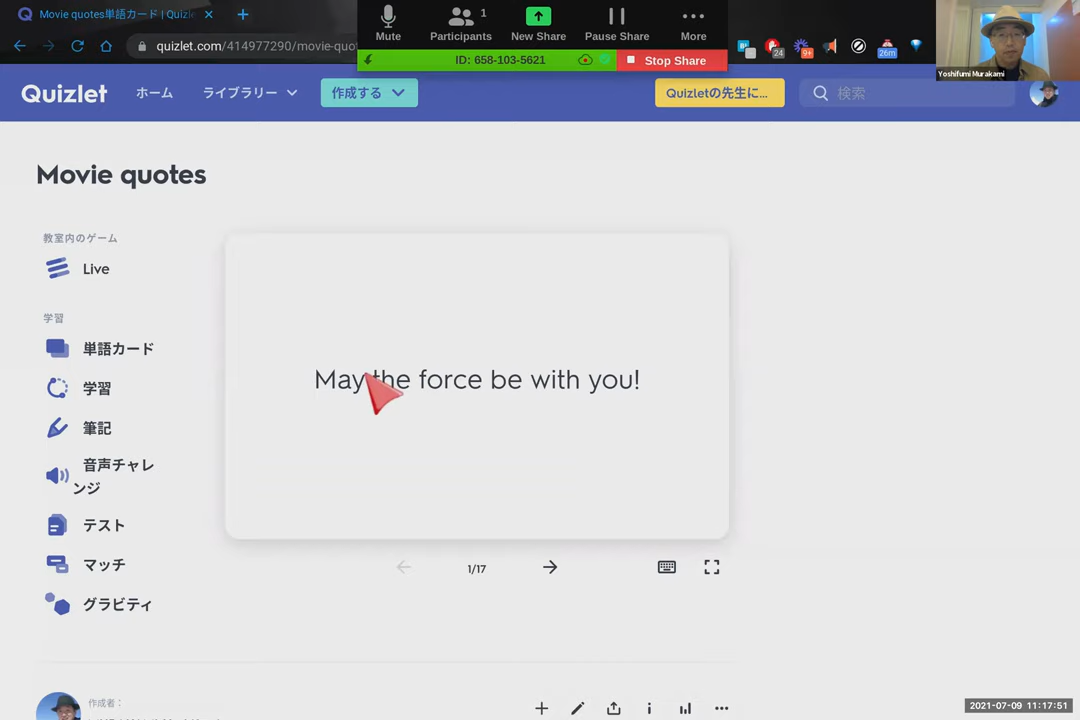 Movie quotes単語カード | Quizle
Mute
Participants
1
New Share
Pause Share
More
quizlet.com/414977290/movie-quo
ID: 658-103-5621
Stop Share
24
9+
26m
Yoshifumi Murakami
Quizlet
ホーム
ライブラリー
作成する
Quizletの先生に...
検索
Movie quotes
教室内のゲーム
Live
学習
単語カード
学習
筆記
音声チャレ
ンジ
テスト
マッチ
グラビティ
May the force be with you!
1/17
作成者：
2021-07-09 11:17:51